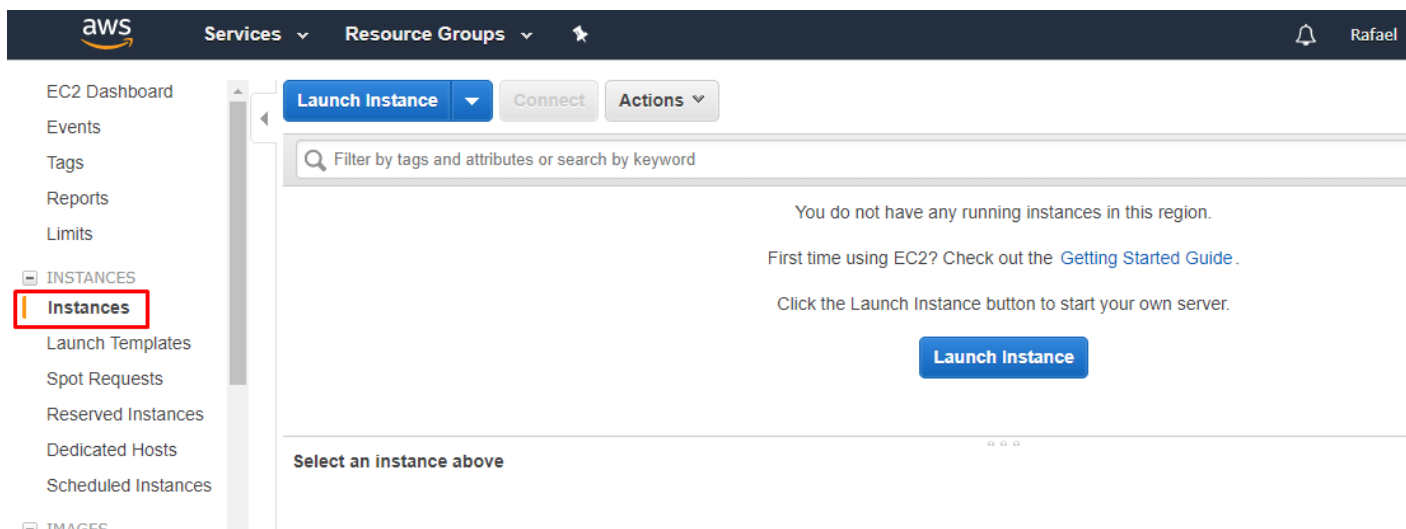 aws Services Resource Groups Rafael
EC2 Dashboard
Events
Tags
Reports
Limits
INSTANCES
Instances
Launch Templates
Spot Requests
Reserved Instances
Dedicated Hosts
Scheduled Instances
IMAGES
Launch Instance Connect Actions
Filter by tags and attributes or search by keyword
You do not have any running instances in this region.
First time using EC2? Check out the Getting Started Guide.
Click the Launch Instance button to start your own server.
Launch Instance
Select an instance above